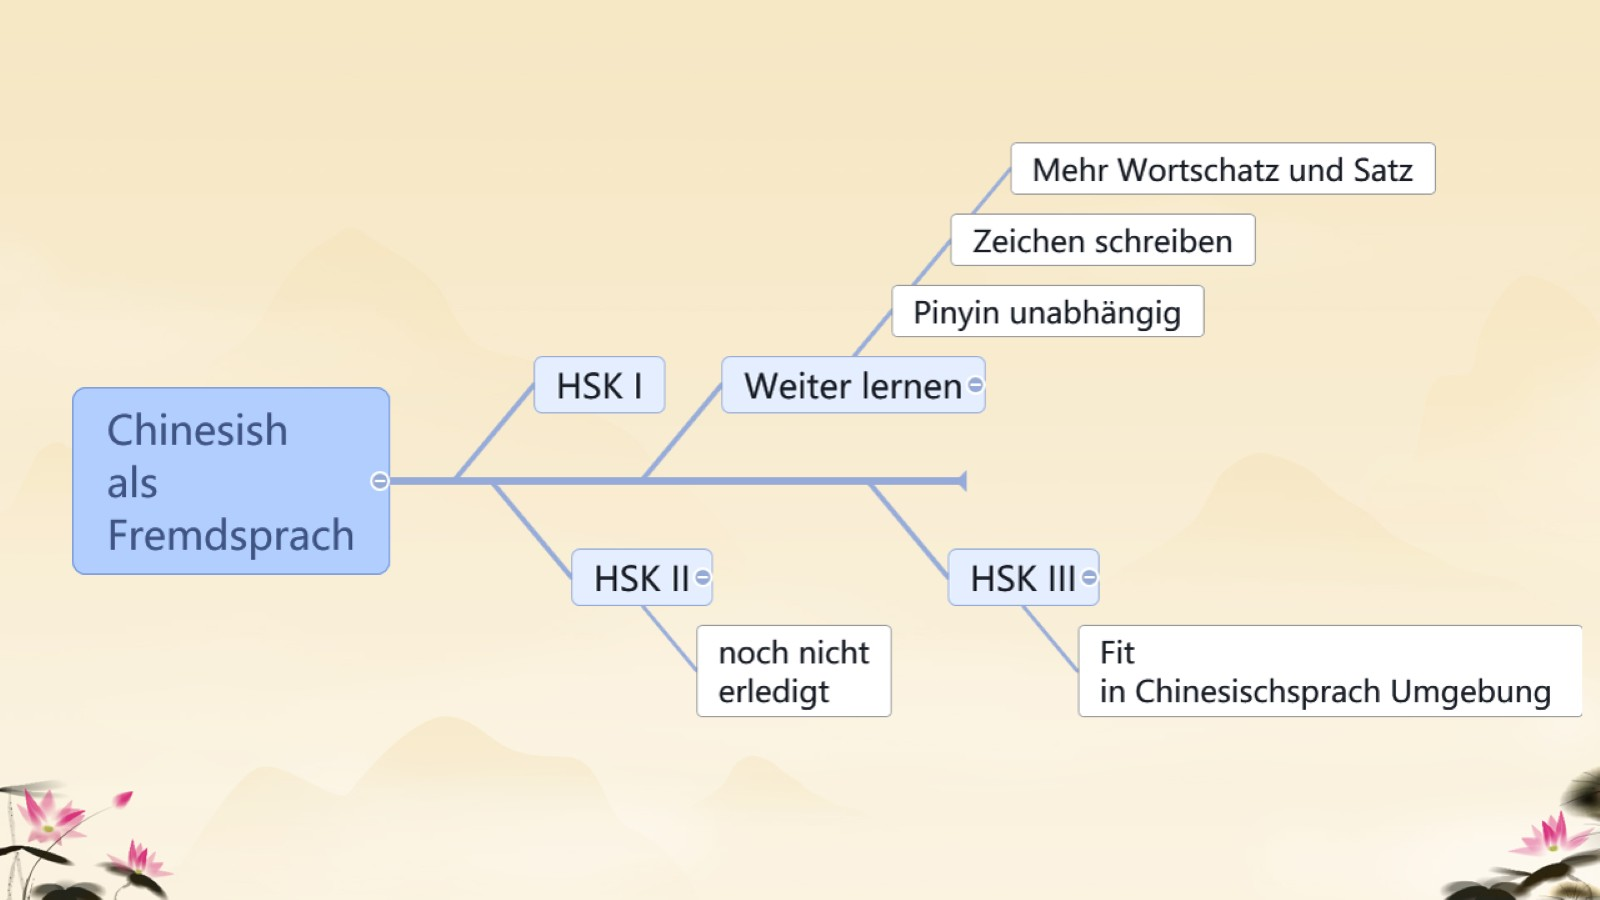 Mehr Wortschatz und Satz
Zeichen schreiben
Pinyin unabhängig
HSK I
Weiter lernen
Chinesish
als
Fremdsprach
HSK II
HSK III
noch nicht
erledigt
Fit
in Chinesischsprach Umgebung